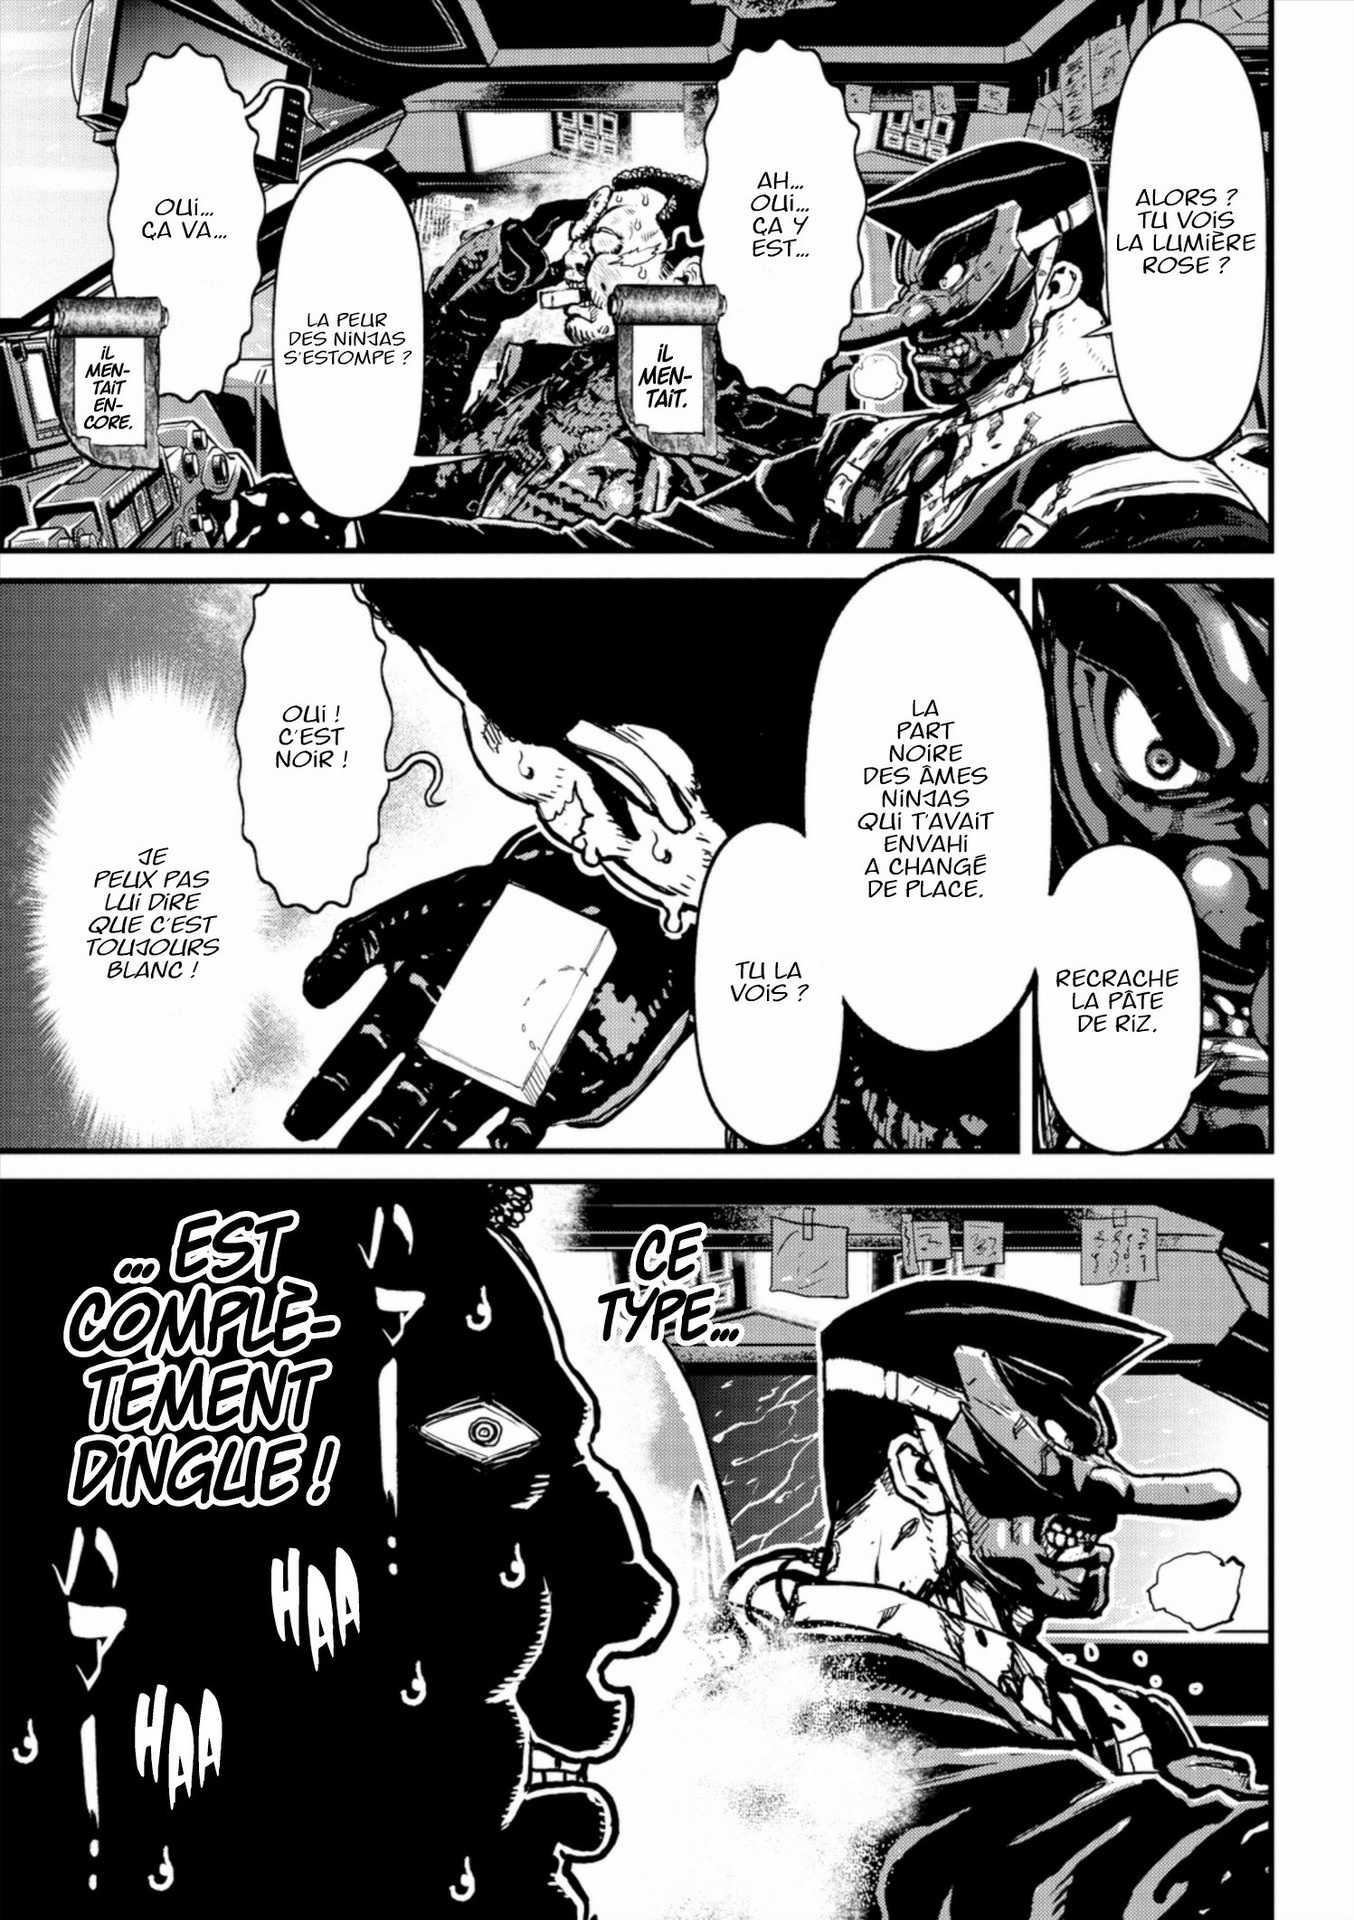 ALORS ?
TU VOIS
LA LUMIÈRE
ROSE ?
AH...
OUI...
ÇA Y
EST...
IL
MEN-
TAIT.
LA PEUR
DES NINJAS
S'ESTOMPE ?
OUI...
ÇA VA...
IL
MEN-
TAIT
EN-
CORE.
RECRACHE
LA PÂTE
DE RIZ.
LA
PART
NOIRE
DES ÂMES
NINJAS
QUI T'AVAIT
ENVAHI
A CHANGÉ
DE PLACE.
TU LA
VOIS ?
OUI !
C'EST
NOIR !
JE
PEUX PAS
LUI DIRE
QUE C'EST
TOUJOURS
BLANC !
CE
TYPE...
... EST
COMPLÈ-
TEMENT
DINGUE !
HAA
HAA